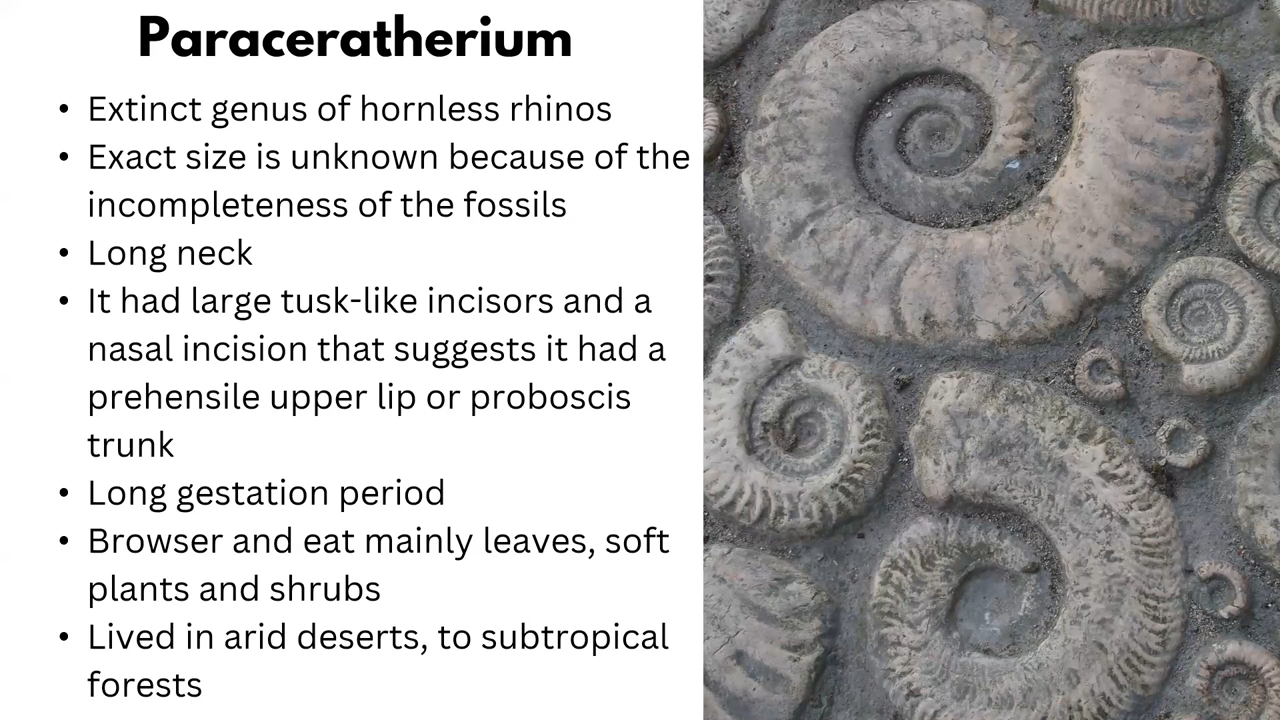 Paraceratherium
• Extinct genus of hornless rhinos
• Exact size is unknown because of the
incompleteness of the fossils
• Long neck
• It had large tusk-like incisors and a
nasal incision that suggests it had a
prehensile upper lip or proboscis
trunk
• Long gestation period
• Browser and eat mainly leaves, soft
plants and shrubs
• Lived in arid deserts, to subtropical
forests